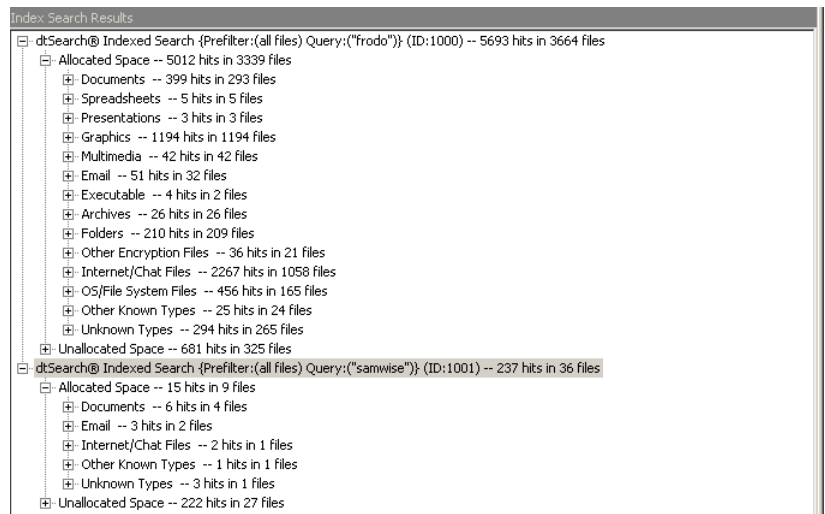 Index Search Results
dtSearch® Indexed Search {Prefilter:(all files) Query:("frodo")} (ID:1000) -- 5693 hits in 3664 files
Allocated Space -- 5012 hits in 3339 files
Documents -- 399 hits in 293 files
Spreadsheets -- 5 hits in 5 files
Presentations -- 3 hits in 3 files
Graphics -- 1194 hits in 1194 files
Multimedia -- 42 hits in 42 files
Email -- 51 hits in 32 files
Executable -- 4 hits in 2 files
Archives -- 26 hits in 26 files
Folders -- 210 hits in 209 files
Other Encryption Files -- 36 hits in 21 files
Internet/Chat Files -- 2267 hits in 1058 files
OS/File System Files -- 456 hits in 165 files
Other Known Types -- 25 hits in 24 files
Unknown Types -- 294 hits in 265 files
Unallocated Space -- 681 hits in 325 files
dtSearch® Indexed Search {Prefilter:(all files) Query:("samwise")} (ID:1001) -- 237 hits in 36 files
Allocated Space -- 15 hits in 9 files
Documents -- 6 hits in 4 files
Email -- 3 hits in 2 files
Internet/Chat Files -- 2 hits in 1 files
Other Known Types -- 1 hits in 1 files
Unknown Types -- 3 hits in 1 files
Unallocated Space -- 222 hits in 27 files